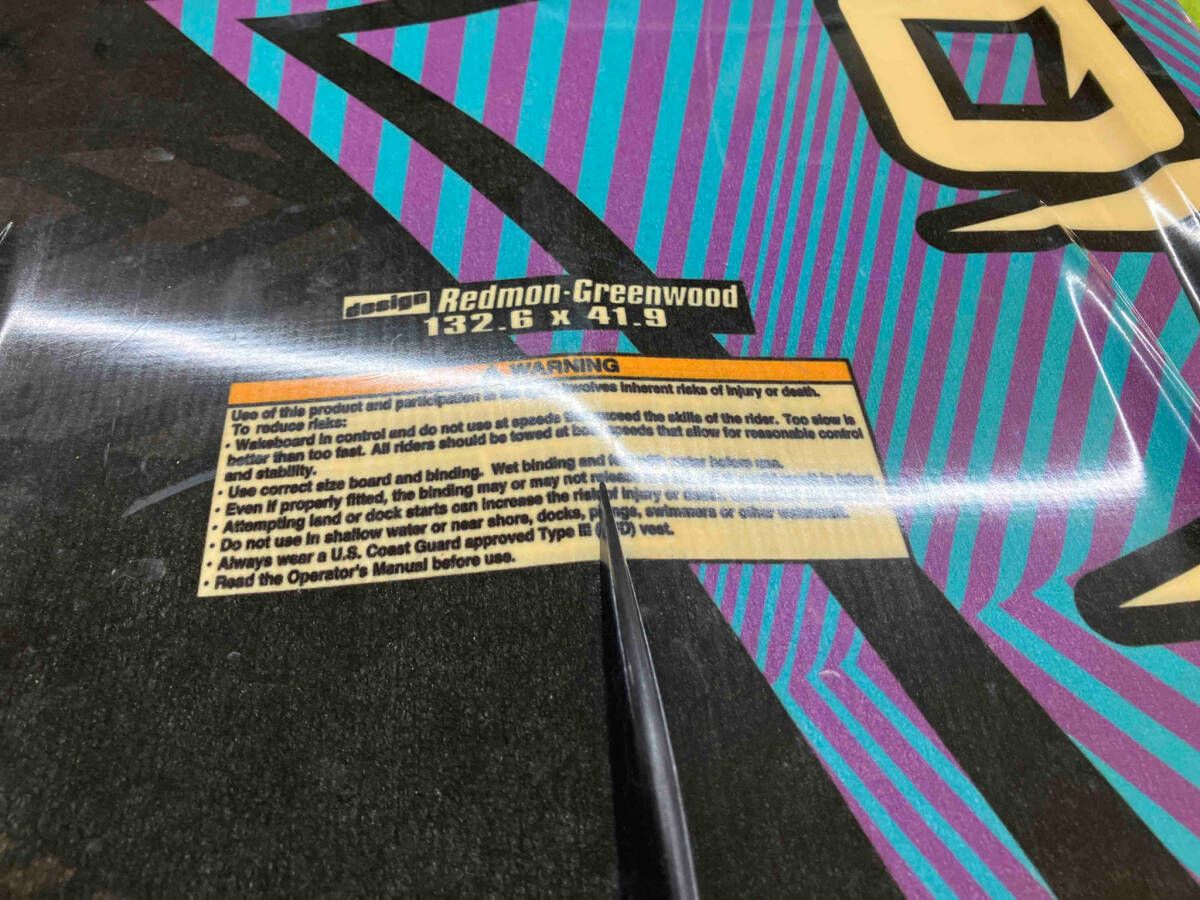 design Redmon-Greenwood
132.6 x 41.9
WARNING
Use of this product and participation involves inherent risks of injury or death.
To reduce risks:
· Wakeboard in control and do not use at speeds that exceed the skills of the rider. Too slow is
better than too fast. All riders should be towed at speeds that allow for reasonable control
and stability.
· Use correct size board and binding. Wet binding and before use.
· Even if properly fitted, the binding may or may not release
· Attempting land or dock starts can increase the risk of injury or
· Do not use in shallow water or near shore, docks, pilings, swimmers or other
· Always wear a U.S. Coast Guard approved Type III (PFD) vest.
· Read the Operator's Manual before use.